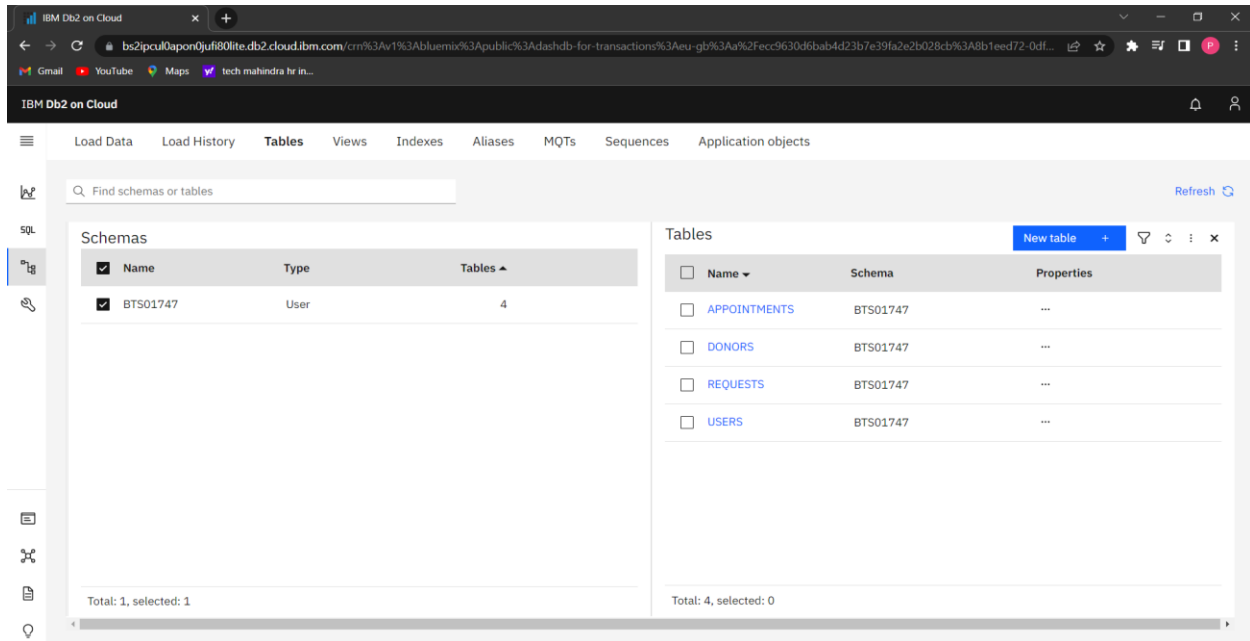 IBM Db2 on Cloud
bs2ipcul0apon0jufi80lite.db2.cloud.ibm.com/crn%3Av1%3Abluemix%3Apublic%3Adashdb-for-transactions%3Aeu-gb%3Aa%2Fecc9630d6bab4d23b7e39fa2e2b028cb%3A8b1eed72-0df...
P
Gmail YouTube Maps tech mahindra hr in...
IBM Db2 on Cloud
Load Data Load History Tables Views Indexes Aliases MQTs Sequences Application objects
Find schemas or tables
Refresh
SQL
Schemas
Name Type Tables
BTS01747 User 4
Total: 1, selected: 1
Tables
New table +
Name Schema Properties
APPOINTMENTS BTS01747 ...
DONORS BTS01747 ...
REQUESTS BTS01747 ...
USERS BTS01747 ...
Total: 4, selected: 0